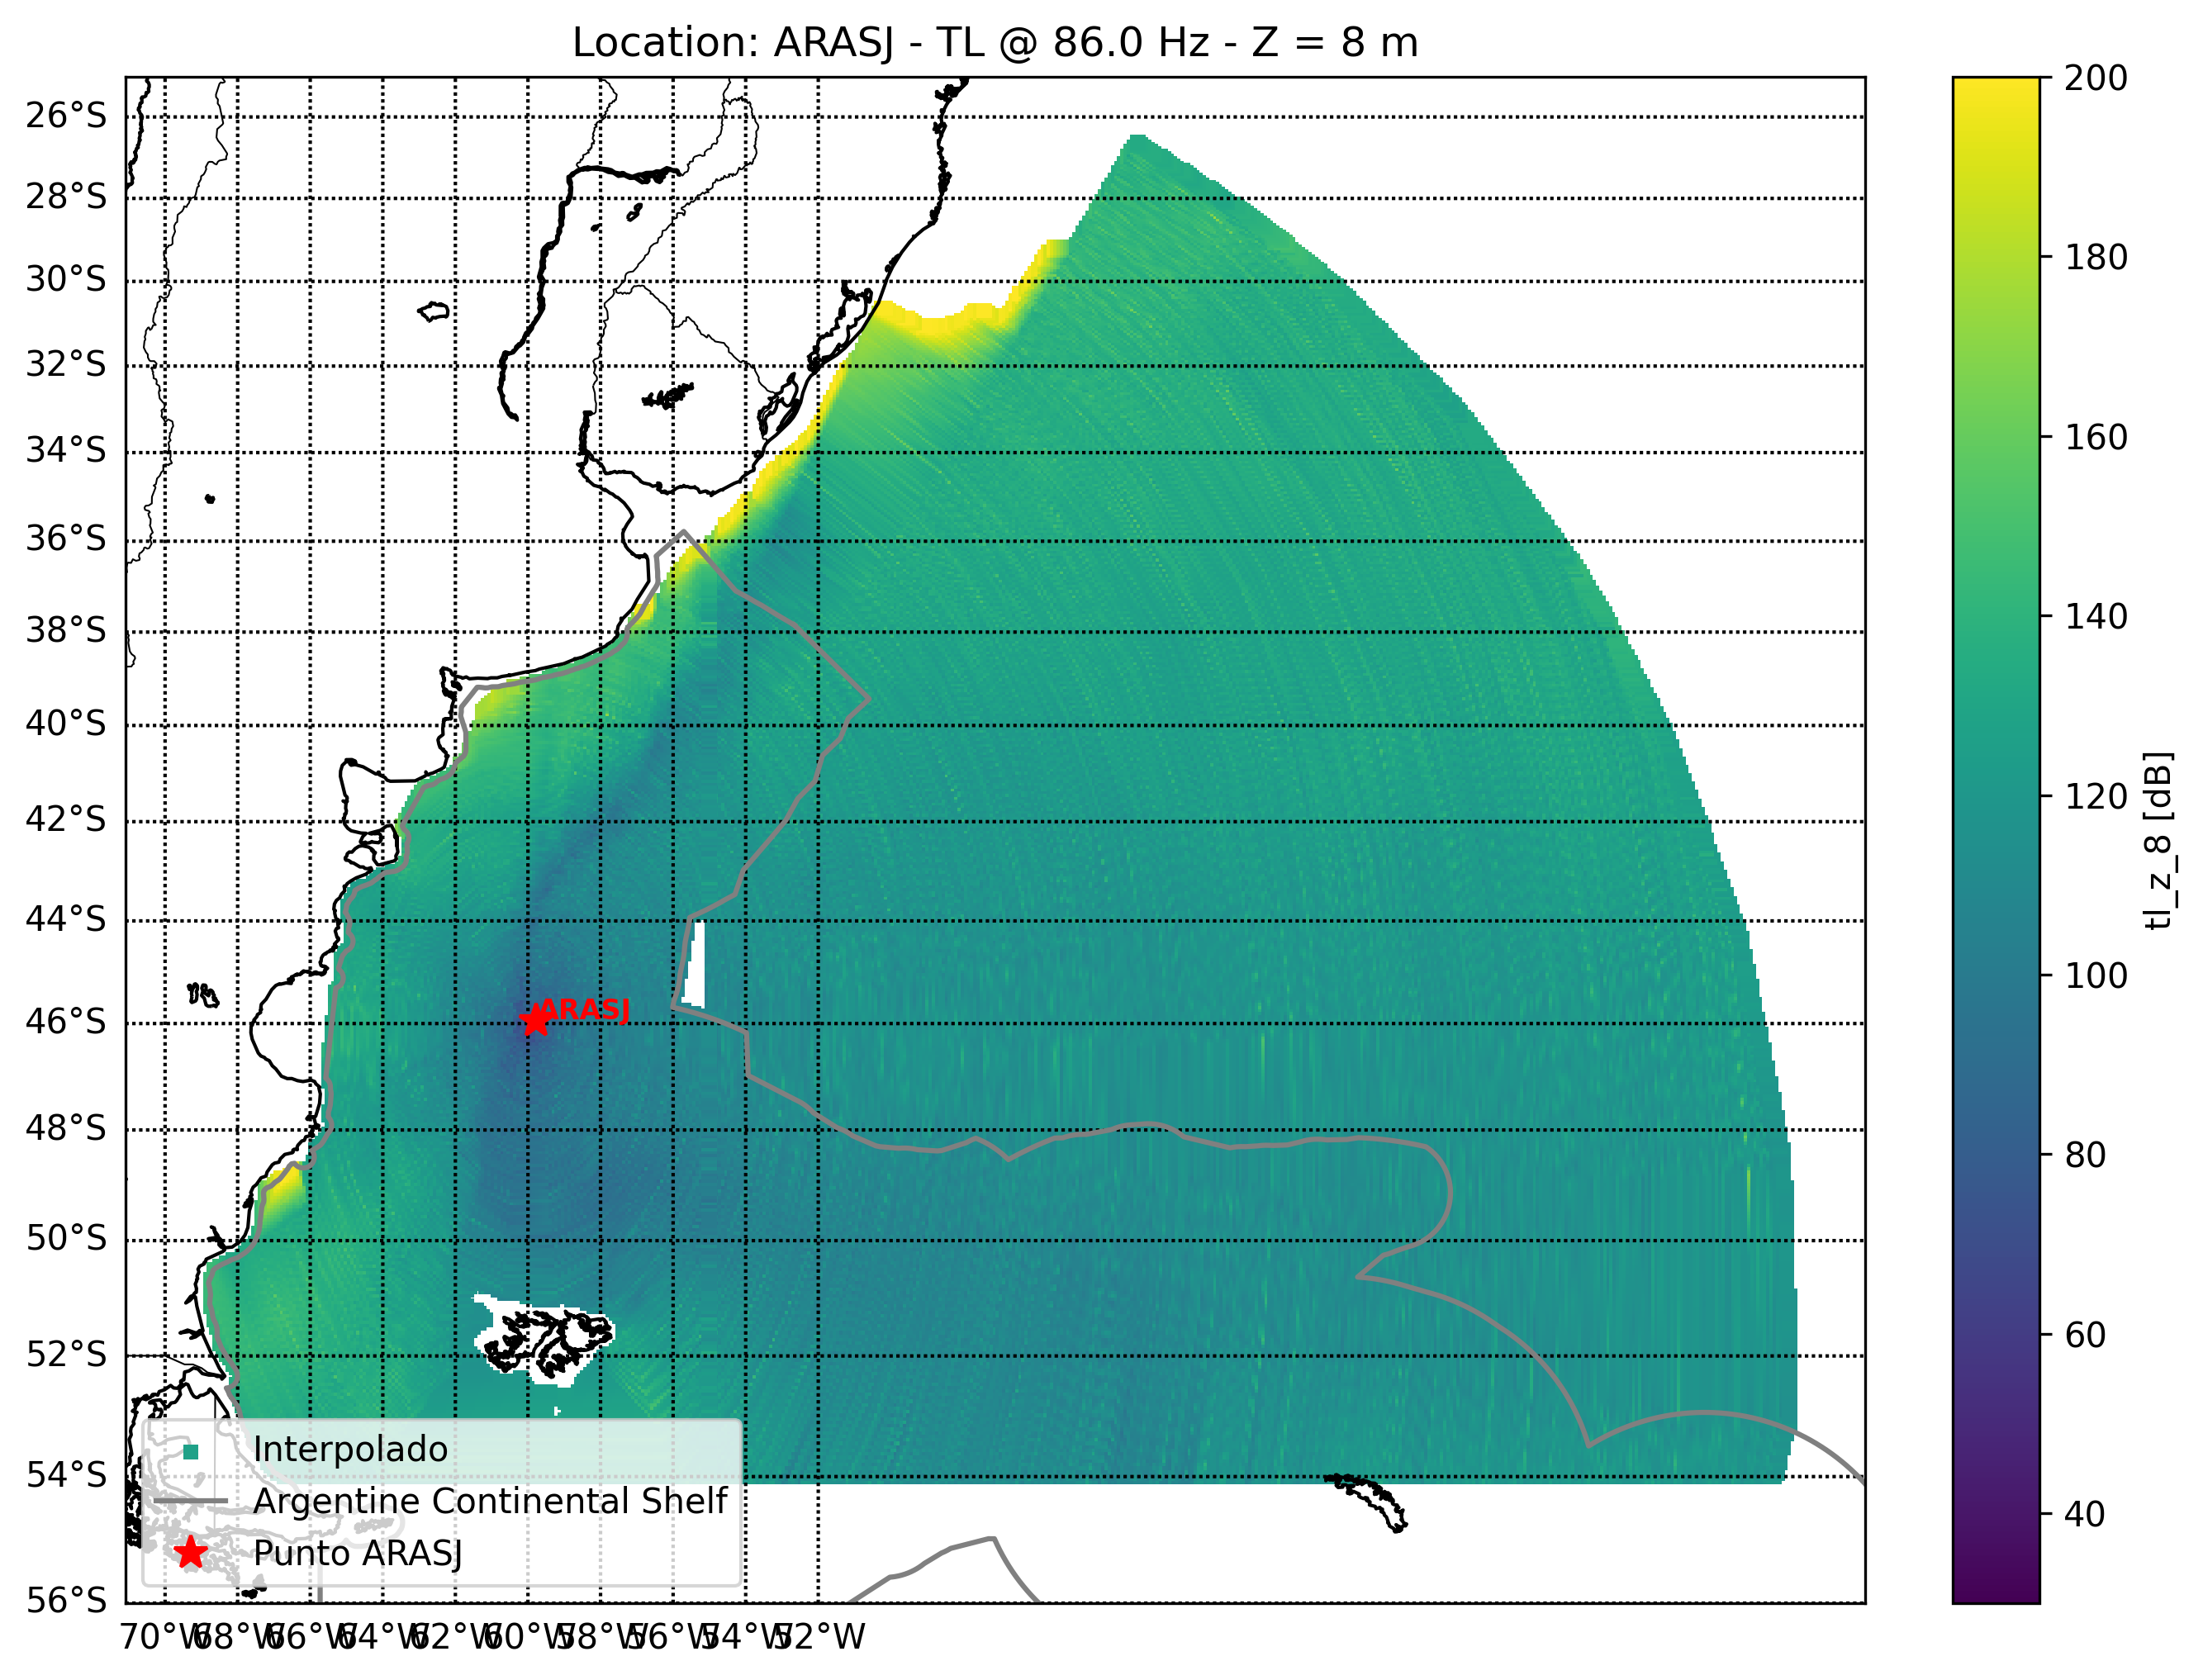 Location: ARASJ - TL @ 86.0 Hz - Z = 8 m
26°S
28°S
30°S
32°S
34°S
36°S
38°S
40°S
42°S
44°S
46°S
48°S
50°S
52°S
54°S
56°S
70°W 68°W 66°W 64°W 62°W 60°W 58°W 56°W 54°W 52°W
ARASJ
Interpolado
Argentine Continental Shelf
Punto ARASJ
200
180
160
140
120
100
80
60
40
tl_z_8 [dB]